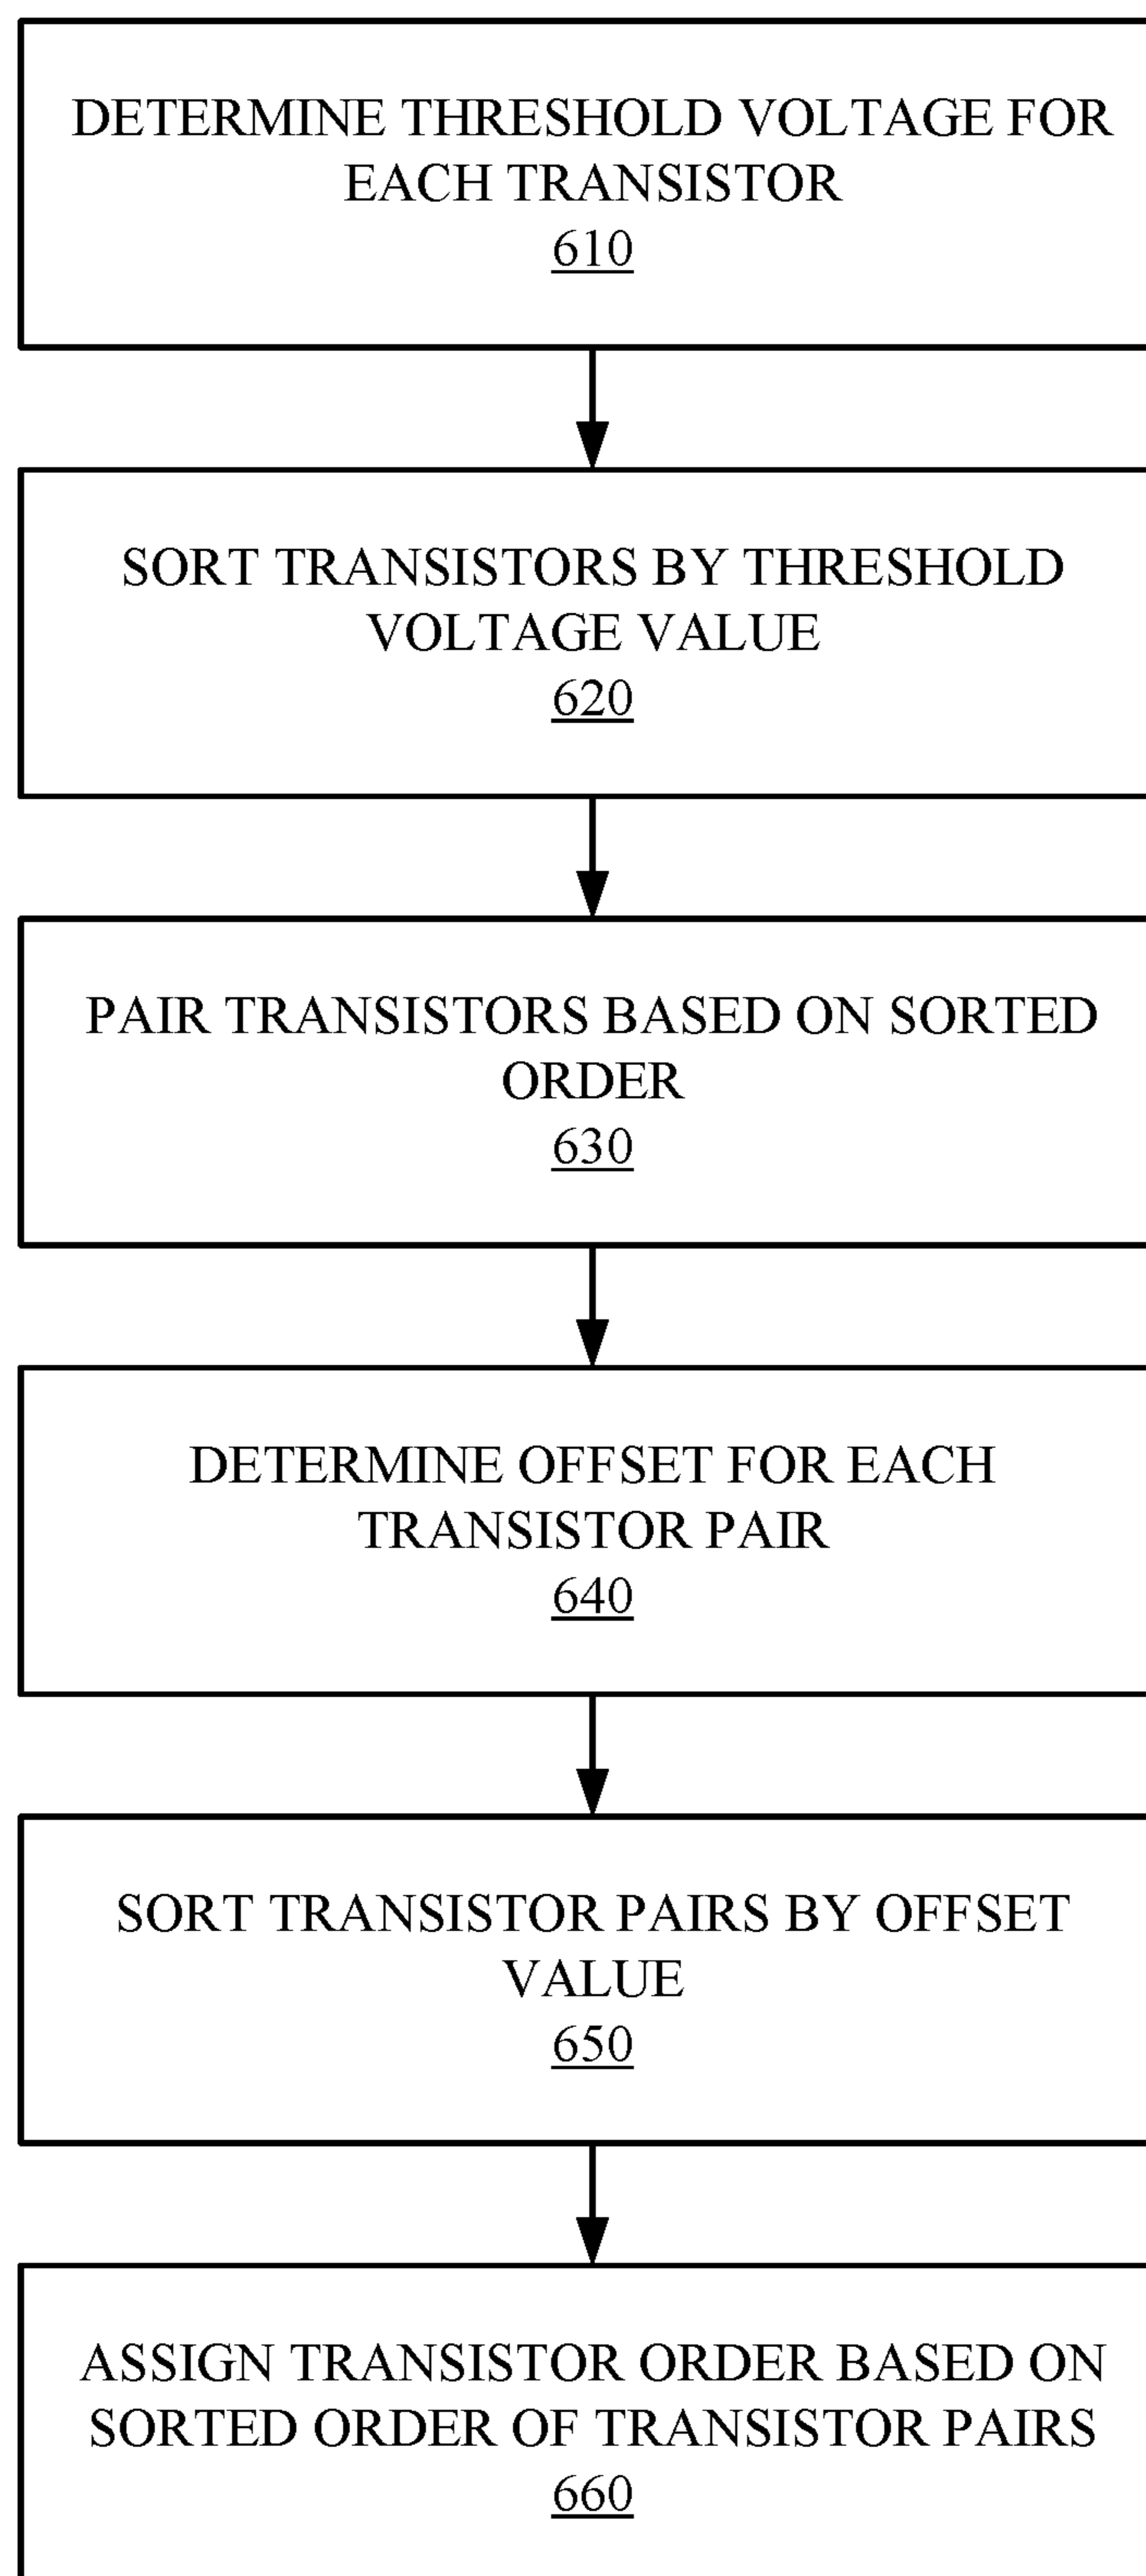 DETERMINE THRESHOLD VOLTAGE FOR
EACH TRANSISTOR
610
SORT TRANSISTORS BY THRESHOLD
VOLTAGE VALUE
620
PAIR TRANSISTORS BASED ON SORTED
ORDER
630
DETERMINE OFFSET FOR EACH
TRANSISTOR PAIR
640
SORT TRANSISTOR PAIRS BY OFFSET
VALUE
650
ASSIGN TRANSISTOR ORDER BASED ON
SORTED ORDER OF TRANSISTOR PAIRS
660